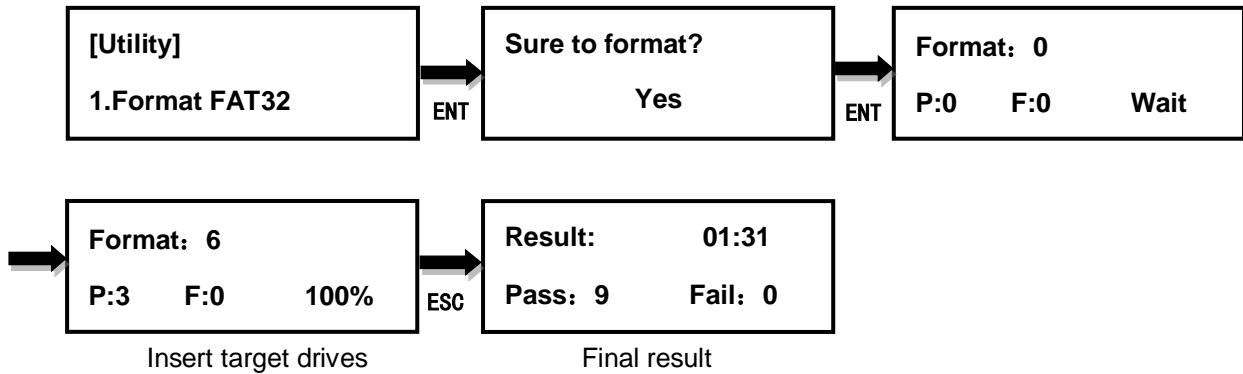 [Utility]
1.Format FAT32
ENT
Sure to format?
Yes
ENT
Format：0
P:0 F:0 Wait
Format：6
P:3 F:0 100%
Insert target drives
ESC
Result: 01:31
Pass：9 Fail：0
Final result